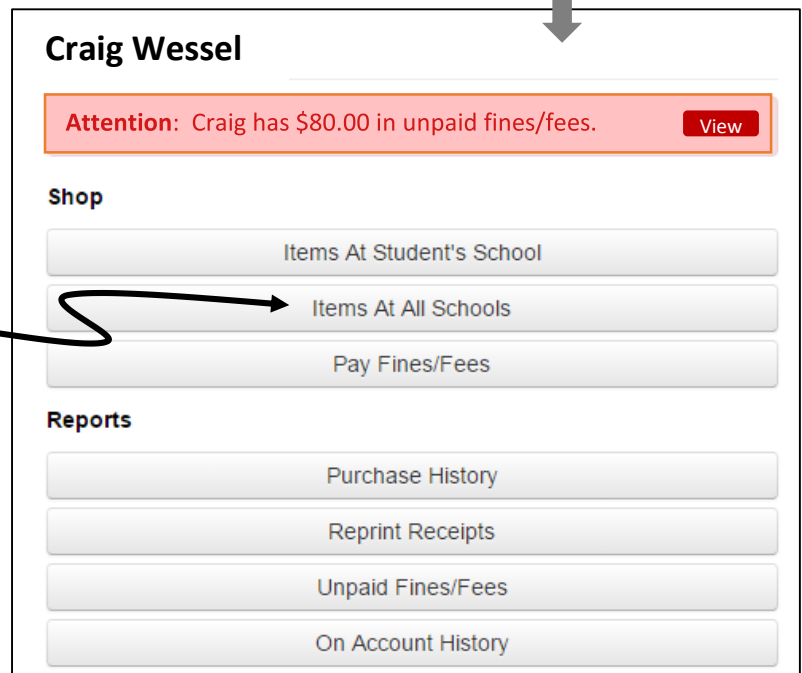 Craig Wessel
Attention: Craig has $80.00 in unpaid fines/fees. View
Shop
Items At Student's School
Items At All Schools
Pay Fines/Fees
Reports
Purchase History
Reprint Receipts
Unpaid Fines/Fees
On Account History